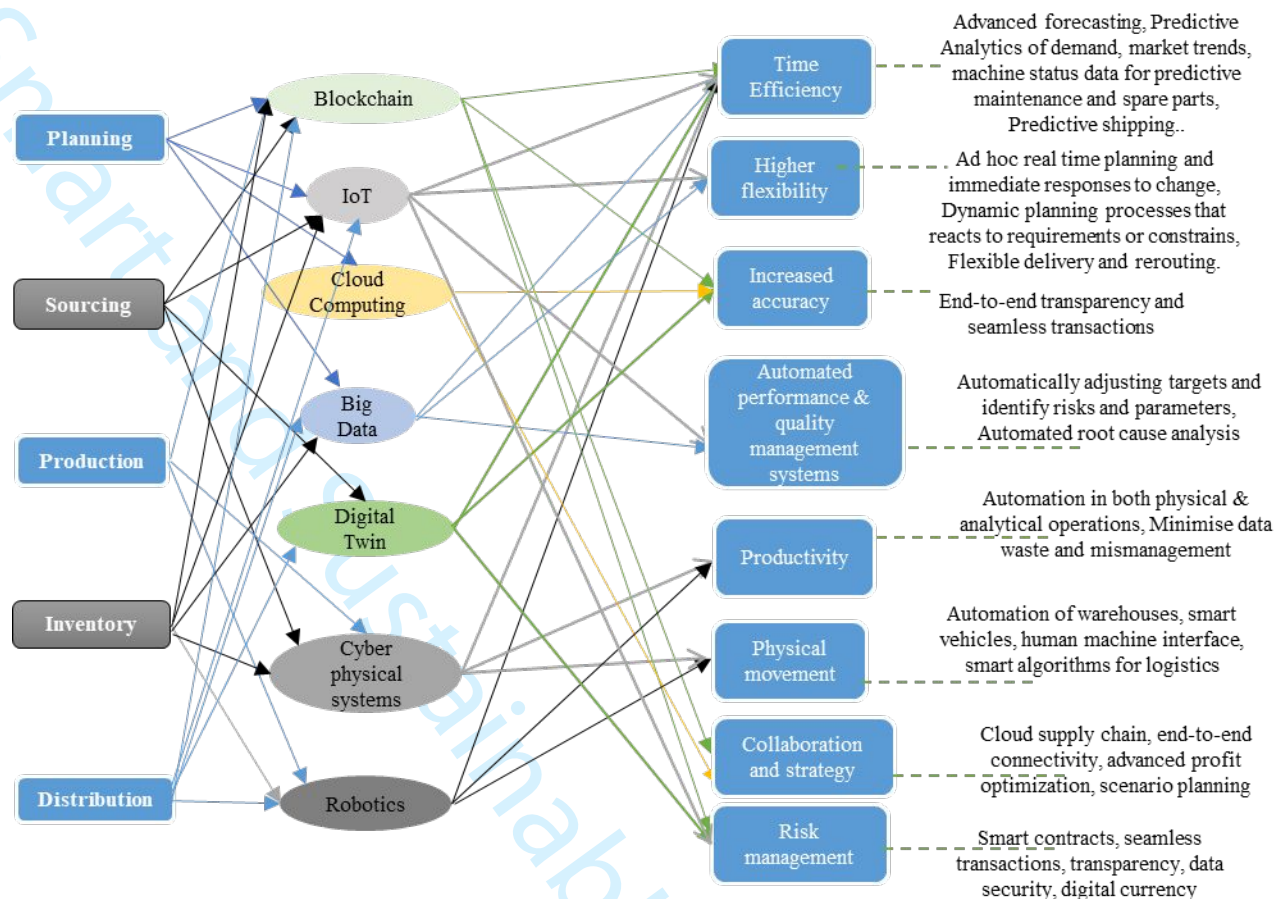 Planning
Sourcing
Production
Inventory
Distribution
Blockchain
IoT
Cloud
Computing
Big
Data
Digital
Twin
Cyber
physical
systems
Robotics
Time
Efficiency
Higher
flexibility
Increased
accuracy
Automated
performance &
quality
management
systems
Productivity
Physical
movement
Collaboration
and strategy
Risk
management
Advanced forecasting, Predictive
Analytics of demand, market trends,
machine status data for predictive
maintenance and spare parts,
Predictive shipping..
Ad hoc real time planning and
immediate responses to change,
Dynamic planning processes that
reacts to requirements or constrains,
Flexible delivery and rerouting.
End-to-end transparency and
seamless transactions
Automatically adjusting targets and
identify risks and parameters,
Automated root cause analysis
Automation in both physical &
analytical operations, Minimise data
waste and mismanagement
Automation of warehouses, smart
vehicles, human machine interface,
smart algorithms for logistics
Cloud supply chain, end-to-end
connectivity, advanced profit
optimization, scenario planning
Smart contracts, seamless
transactions, transparency, data
security, digital currency